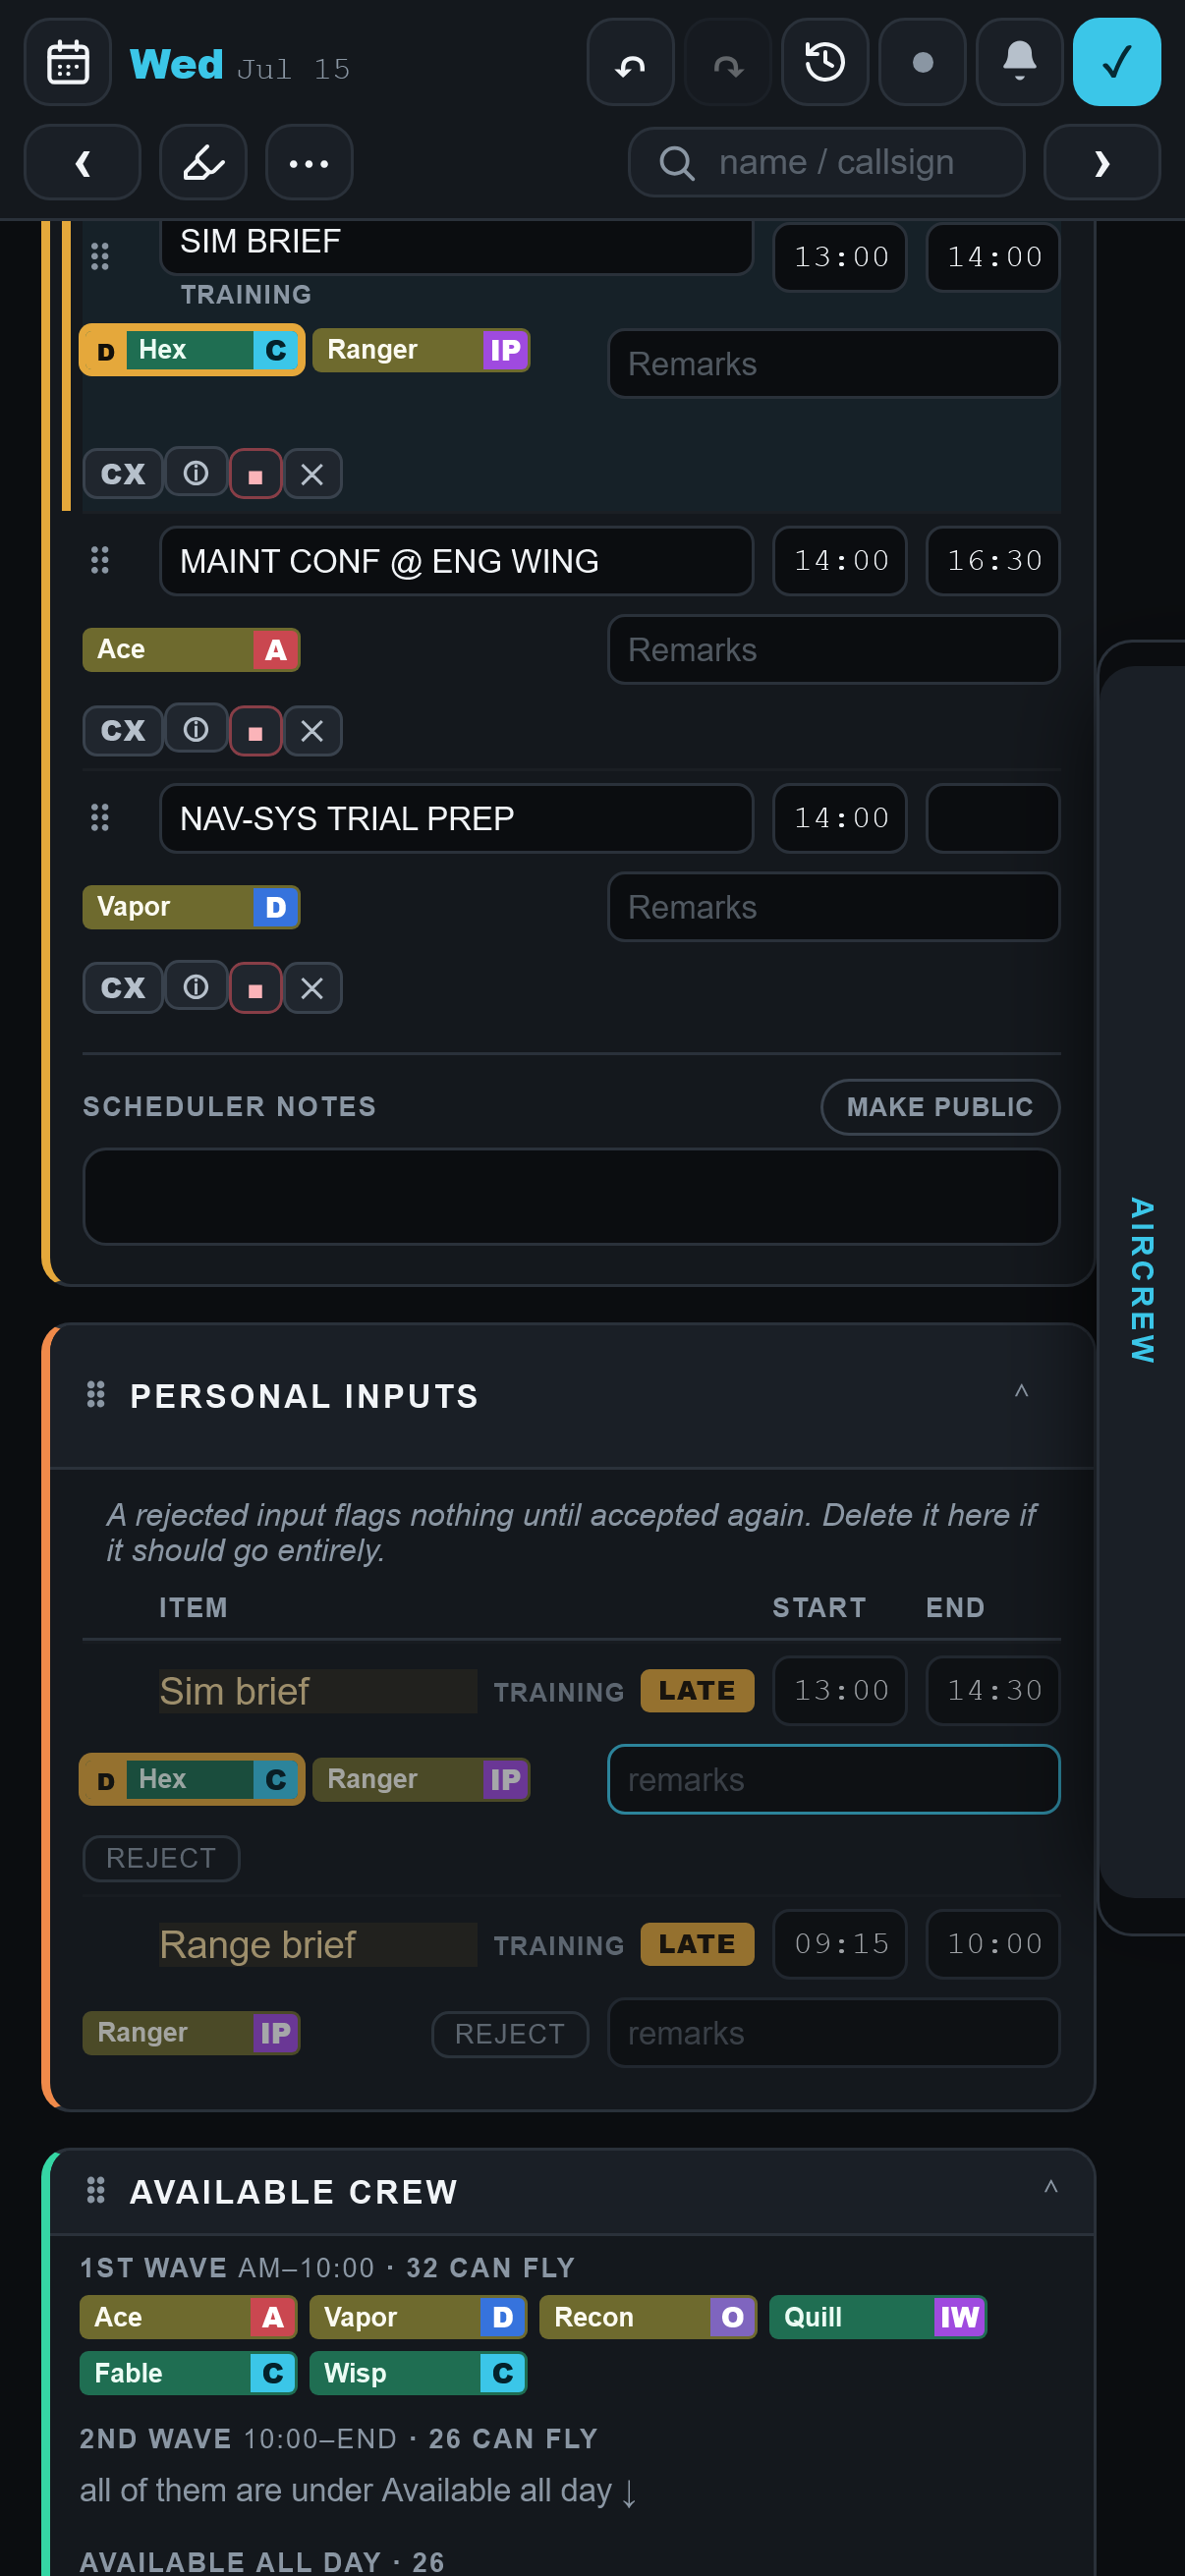 Wed Jul 15
name / callsign
SIM BRIEF 13:00 14:00
TRAINING
D Hex C Ranger IP Remarks
CX
MAINT CONF @ ENG WING 14:00 16:30
Ace A Remarks
CX
NAV-SYS TRIAL PREP 14:00
Vapor D Remarks
CX
SCHEDULER NOTES MAKE PUBLIC
AIRCREW
PERSONAL INPUTS
A rejected input flags nothing until accepted again. Delete it here if
it should go entirely.
ITEM START END
Sim brief TRAINING LATE 13:00 14:30
D Hex C Ranger IP remarks
REJECT
Range brief TRAINING LATE 09:15 10:00
Ranger IP REJECT remarks
AVAILABLE CREW
1ST WAVE AM–10:00 · 32 CAN FLY
Ace A Vapor D Recon O Quill IW
Fable C Wisp C
2ND WAVE 10:00–END · 26 CAN FLY
all of them are under Available all day ↓
AVAILABLE ALL DAY · 26